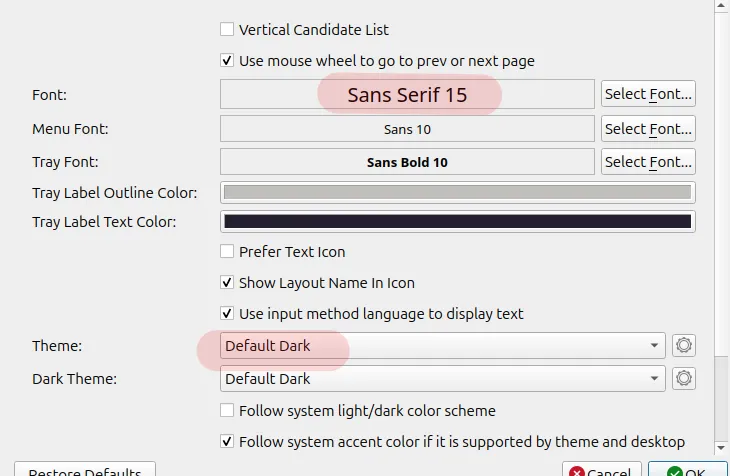 Vertical Candidate List
Use mouse wheel to go to prev or next page
Font: Sans Serif 15 Select Font...
Menu Font: Sans 10 Select Font...
Tray Font: Sans Bold 10 Select Font...
Tray Label Outline Color:
Tray Label Text Color:
Prefer Text Icon
Show Layout Name In Icon
Use input method language to display text
Theme: Default Dark
Dark Theme: Default Dark
Follow system light/dark color scheme
Follow system accent color if it is supported by theme and desktop
Restore Defaults Cancel OK